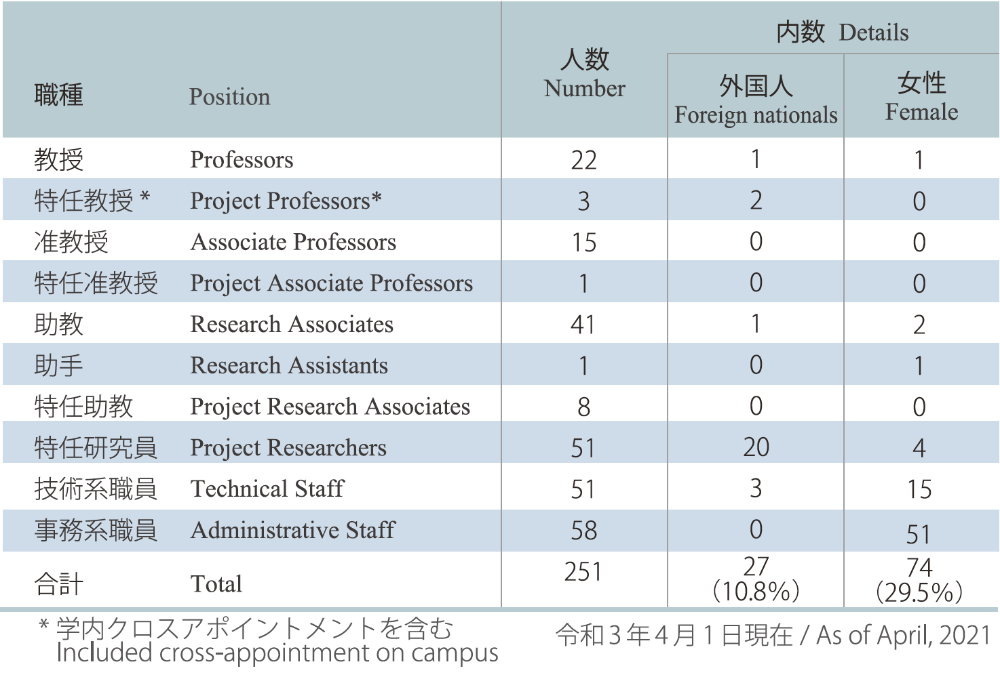 職種 Position 人数 Number 内数 Details
外国人 Foreign nationals 女性 Female
教授 Professors 22 1 1
特任教授 * Project Professors* 3 2 0
准教授 Associate Professors 15 0 0
特任准教授 Project Associate Professors 1 0 0
助教 Research Associates 41 1 2
助手 Research Assistants 1 0 1
特任助教 Project Research Associates 8 0 0
特任研究員 Project Researchers 51 20 4
技術系職員 Technical Staff 51 3 15
事務系職員 Administrative Staff 58 0 51
合計 Total 251 27 (10.8%) 74 (29.5%)
* 学内クロスアポイントメントを含む
Included cross-appointment on campus
令和3年4月1日現在 / As of April, 2021